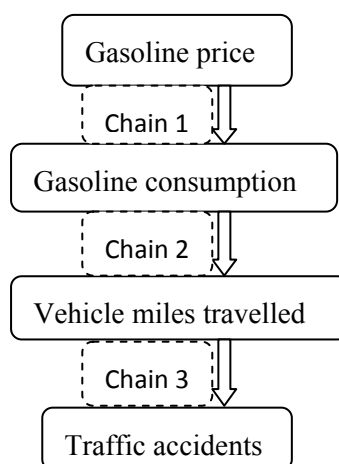 Gasoline price
Chain 1
Gasoline consumption
Chain 2
Vehicle miles travelled
Chain 3
Traffic accidents